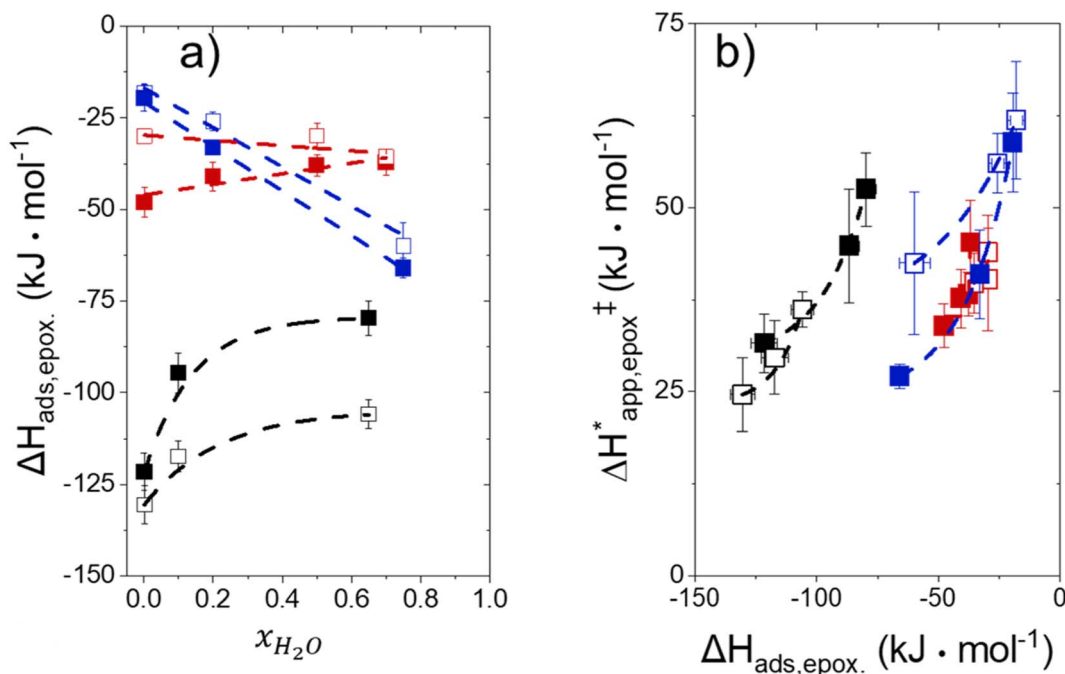 a)
0
-25
-50
-75
-100
-125
-150
0.0 0.2 0.4 0.6 0.8 1.0
ΔHads,epox. (kJ · mol⁻¹)
xH₂O
b)
75
50
25
0
-150 -100 -50 0
ΔH*app,epox‡ (kJ · mol⁻¹)
ΔHads,epox. (kJ · mol⁻¹)